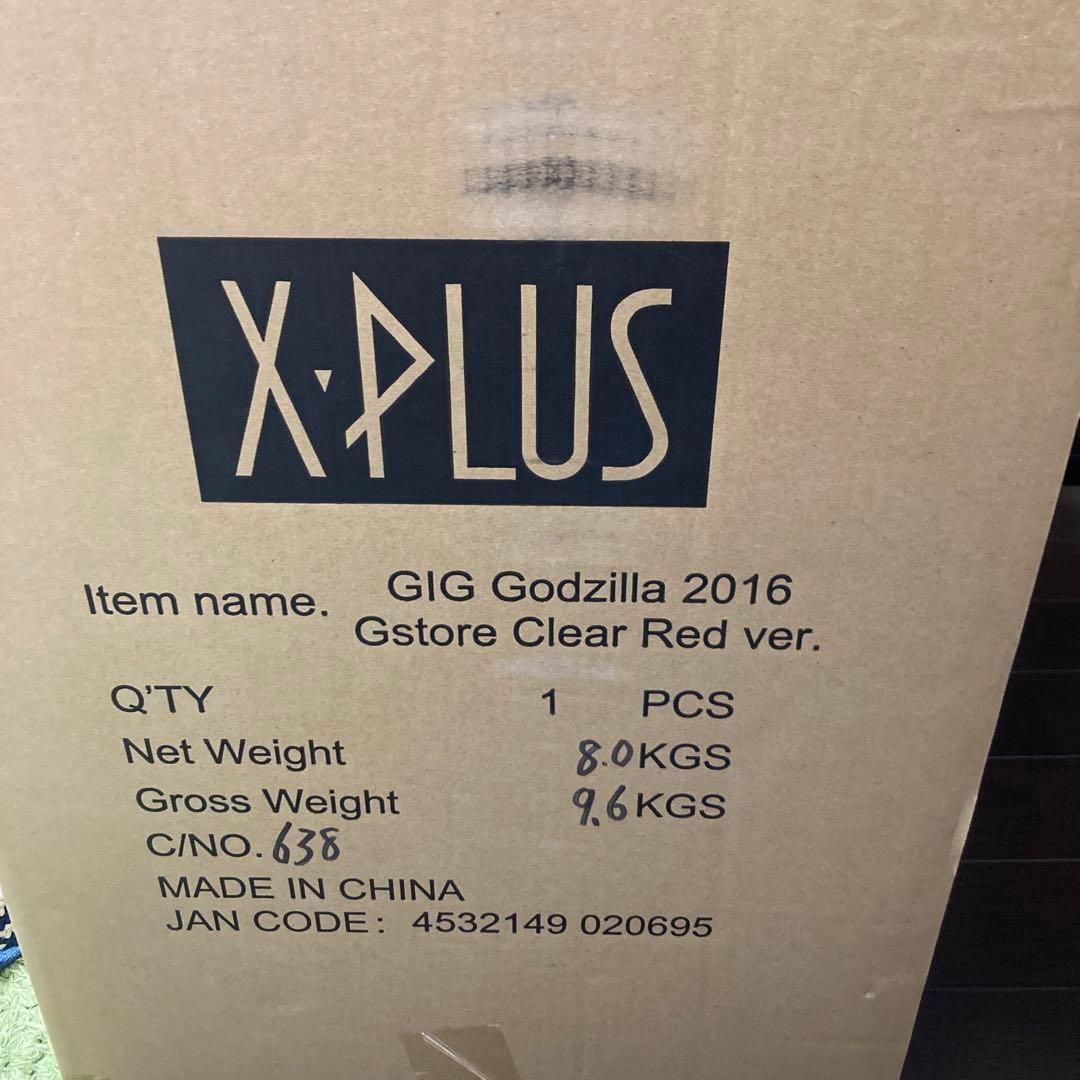 X·PLUS
Item name. GIG Godzilla 2016
Gstore Clear Red ver.
Q'TY 1 PCS
Net Weight 8.0KGS
Gross Weight 9.6KGS
C/NO. 638
MADE IN CHINA
JAN CODE: 4532149 020695